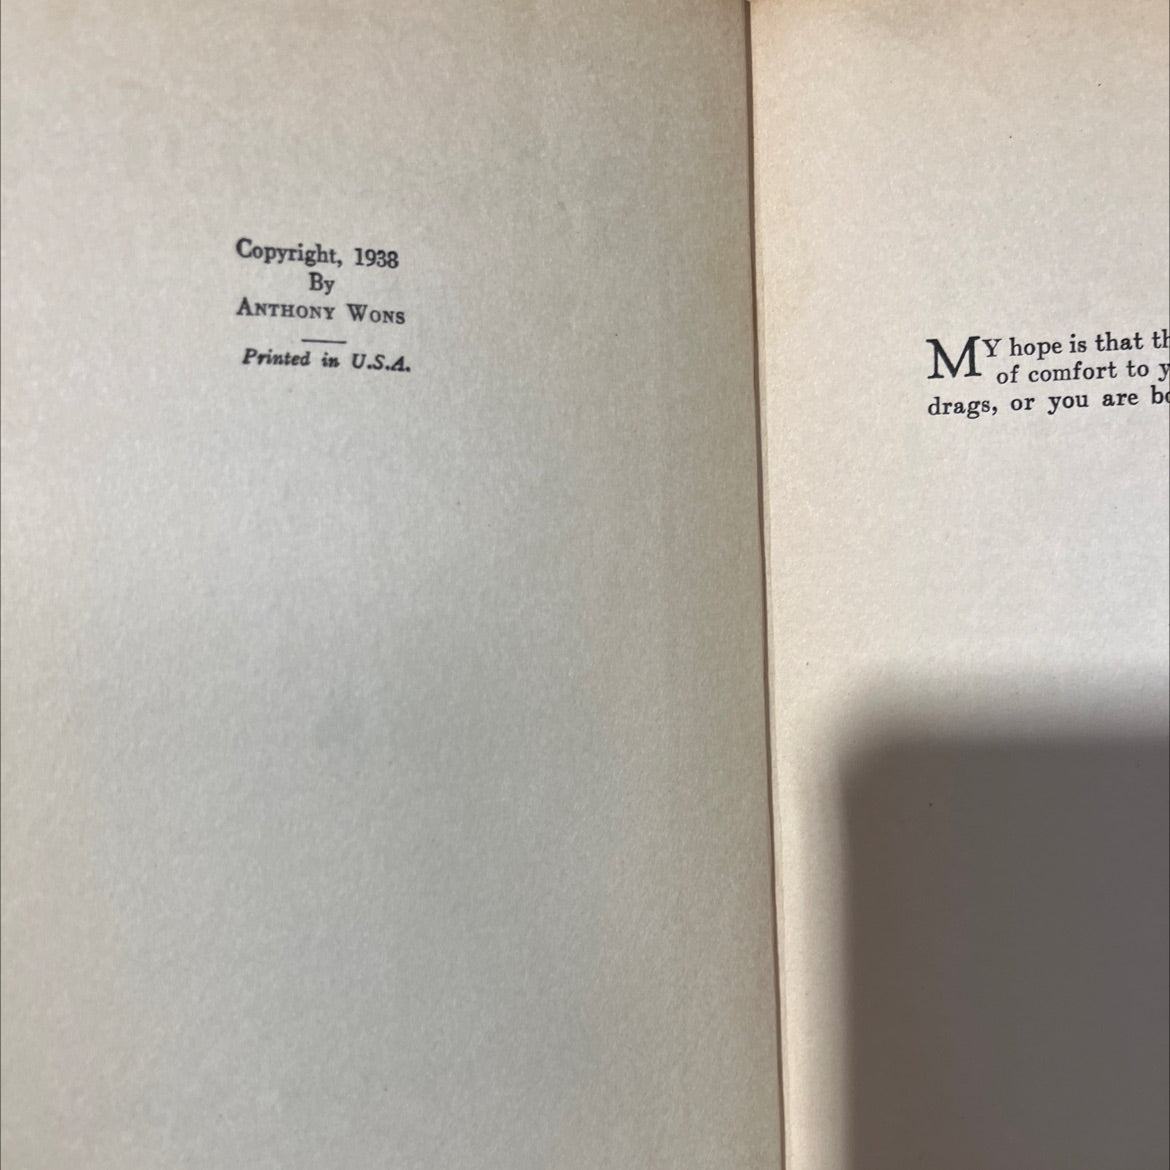 Copyright, 1938
By
ANTHONY WONS
Printed in U.S.A.
MY hope is that
of comfort to
drags, or you are